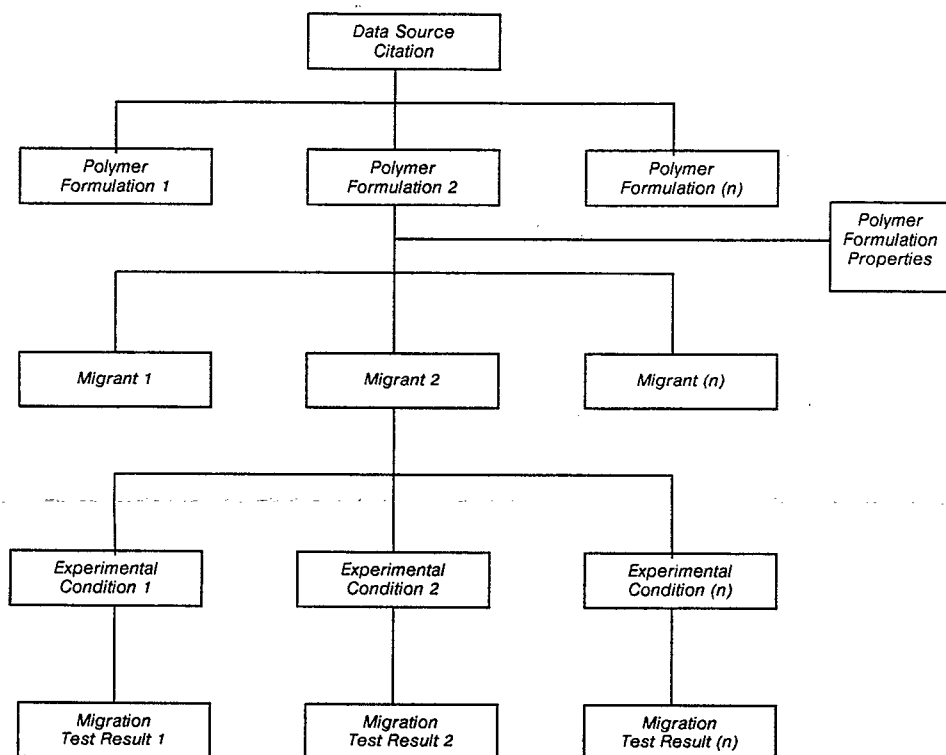 Data Source
Citation
Polymer
Formulation 1
Polymer
Formulation 2
Polymer
Formulation (n)
Polymer
Formulation
Properties
Migrant 1
Migrant 2
Migrant (n)
Experimental
Condition 1
Experimental
Condition 2
Experimental
Condition (n)
Migration
Test Result 1
Migration
Test Result 2
Migration
Test Result (n)